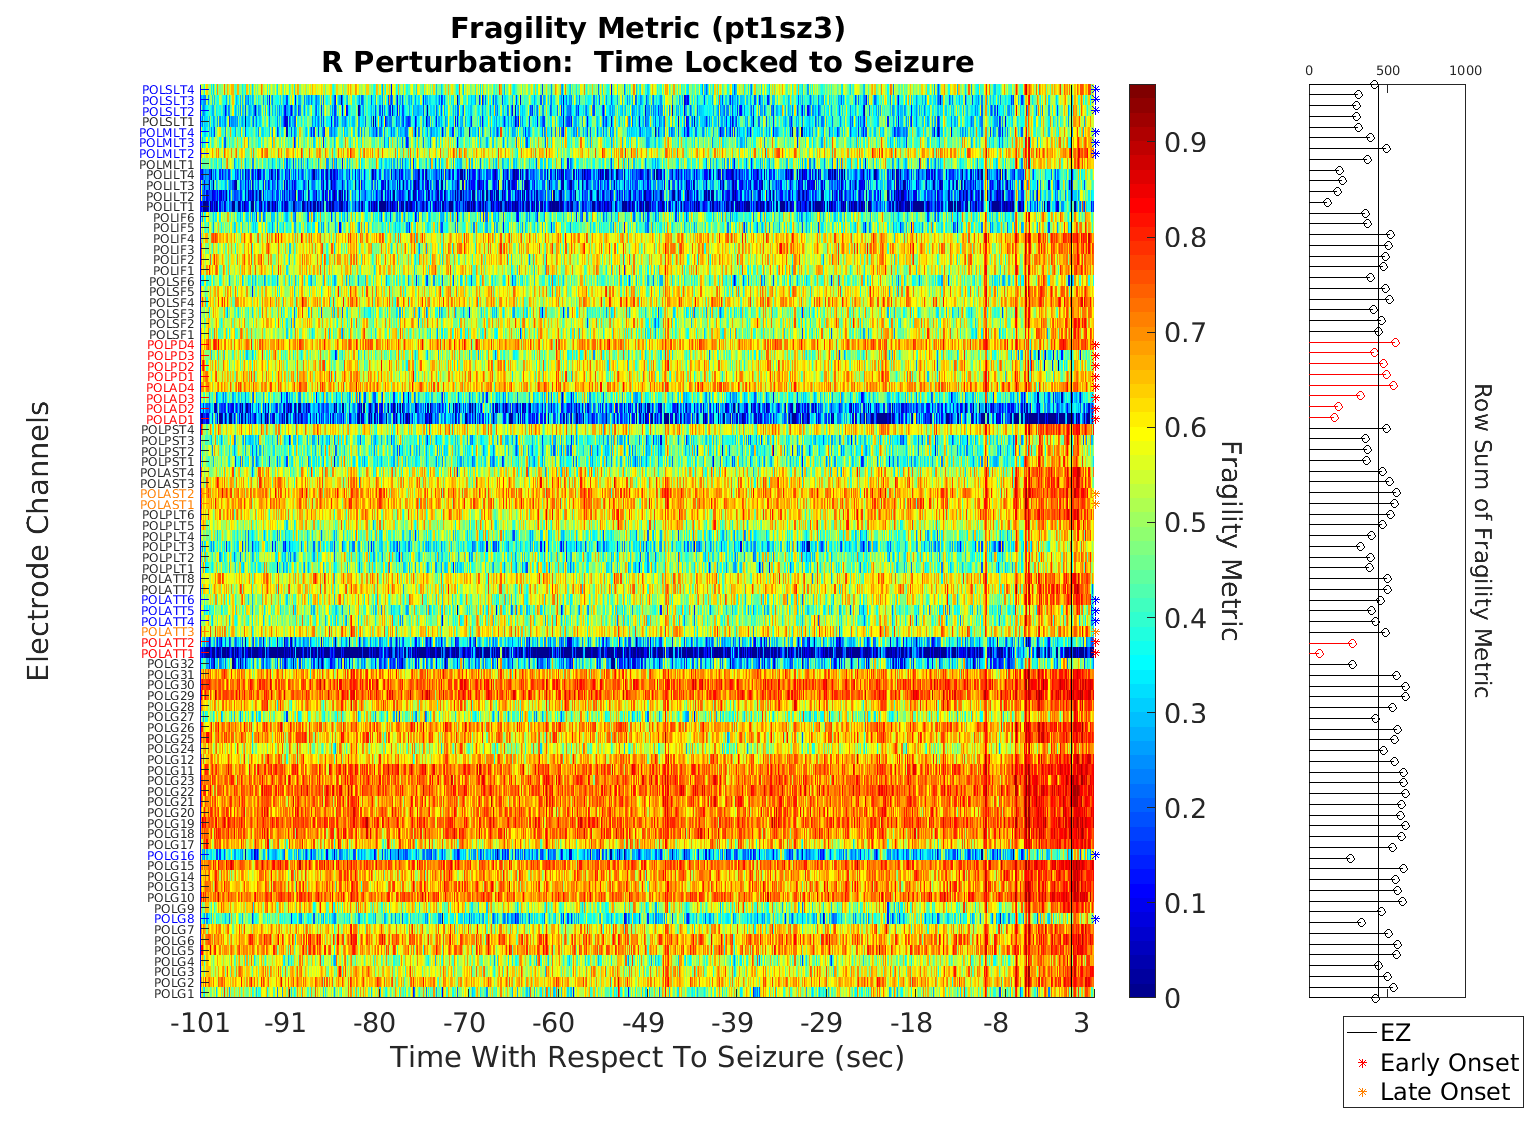 Fragility Metric (pt1sz3)
R Perturbation:  Time Locked to Seizure
Electrode Channels
POLSLT4
POLSLT3
POLSLT2
POLSLT1
POLMLT4
POLMLT3
POLMLT2
POLMLT1
POLILT4
POLILT3
POLILT2
POLILT1
POLIF6
POLIF5
POLIF4
POLIF3
POLIF2
POLIF1
POLSF6
POLSF5
POLSF4
POLSF3
POLSF2
POLSF1
POLPD4
POLPD3
POLPD2
POLPD1
POLAD4
POLAD3
POLAD2
POLAD1
POLPST4
POLPST3
POLPST2
POLPST1
POLAST4
POLAST3
POLAST2
POLAST1
POLPLT6
POLPLT5
POLPLT4
POLPLT3
POLPLT2
POLPLT1
POLATT8
POLATT7
POLATT6
POLATT5
POLATT4
POLATT3
POLATT2
POLATT1
POLG32
POLG31
POLG30
POLG29
POLG28
POLG27
POLG26
POLG25
POLG24
POLG12
POLG11
POLG23
POLG22
POLG21
POLG20
POLG19
POLG18
POLG17
POLG16
POLG15
POLG14
POLG13
POLG10
POLG9
POLG8
POLG7
POLG6
POLG5
POLG4
POLG3
POLG2
POLG1
-101 -91 -80 -70 -60 -49 -39 -29 -18 -8 3
Time With Respect To Seizure (sec)
0.9
0.8
0.7
0.6
0.5
0.4
0.3
0.2
0.1
0
Fragility Metric
0 500 1000
Row Sum of Fragility Metric
EZ
Early Onset
Late Onset